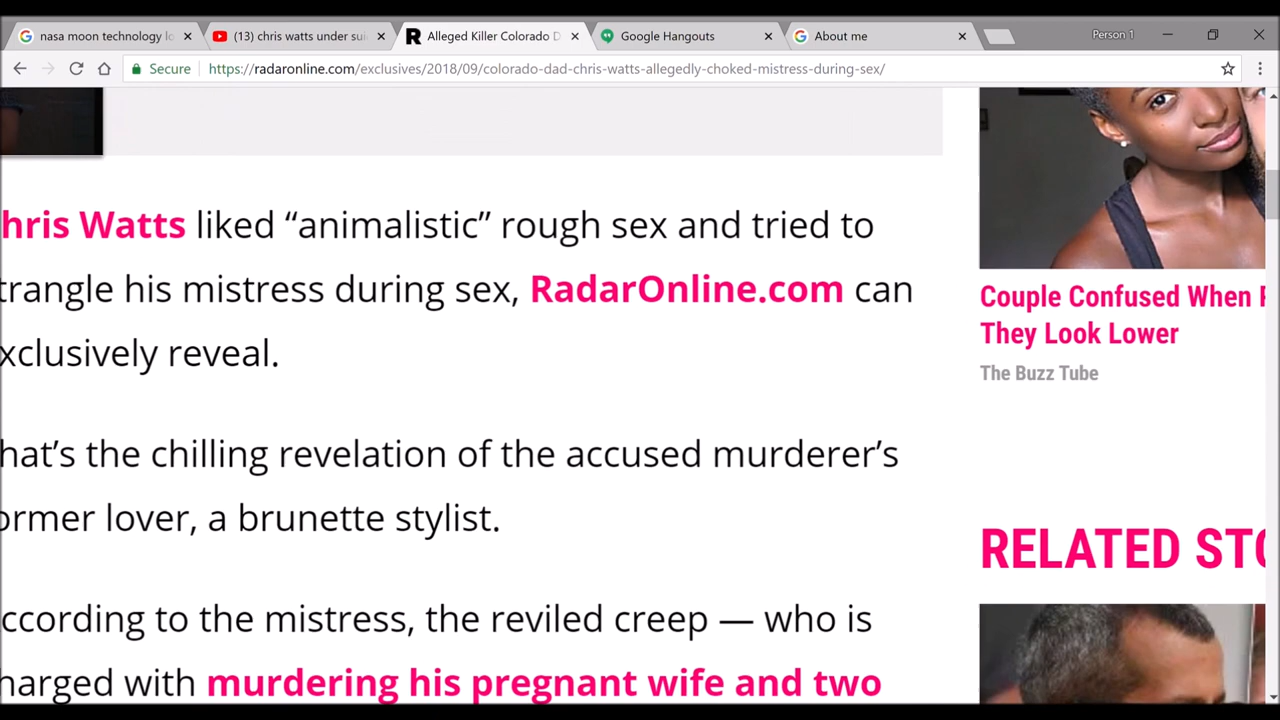 nasa moon technology lo
(13) chris watts under sui
Alleged Killer Colorado D
Google Hangouts
About me
Person 1
Secure
https://radaronline.com/exclusives/2018/09/colorado-dad-chris-watts-allegedly-choked-mistress-during-sex/
hris Watts liked “animalistic” rough sex and tried to
trangle his mistress during sex, RadarOnline.com can
xclusively reveal.
hat’s the chilling revelation of the accused murderer’s
ormer lover, a brunette stylist.
ccording to the mistress, the reviled creep — who is
harged with murdering his pregnant wife and two
Couple Confused When
They Look Lower
The Buzz Tube
RELATED STO